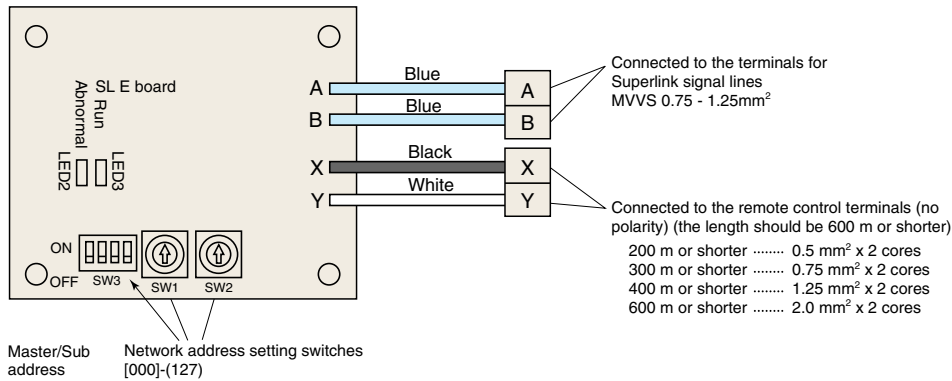 SL E board
Abnormal
Run
LED2
LED3
A
Blue
A
B
Blue
B
X
Black
X
Y
White
Y
Connected to the terminals for
Superlink signal lines
MVVS 0.75 - 1.25mm²
Connected to the remote control terminals (no
polarity) (the length should be 600 m or shorter)
200 m or shorter ........ 0.5 mm² x 2 cores
300 m or shorter ........ 0.75 mm² x 2 cores
400 m or shorter ........ 1.25 mm² x 2 cores
600 m or shorter ........ 2.0 mm² x 2 cores
ON
OFF
SW3
SW1
SW2
Master/Sub
address
Network address setting switches
[000]-(127)